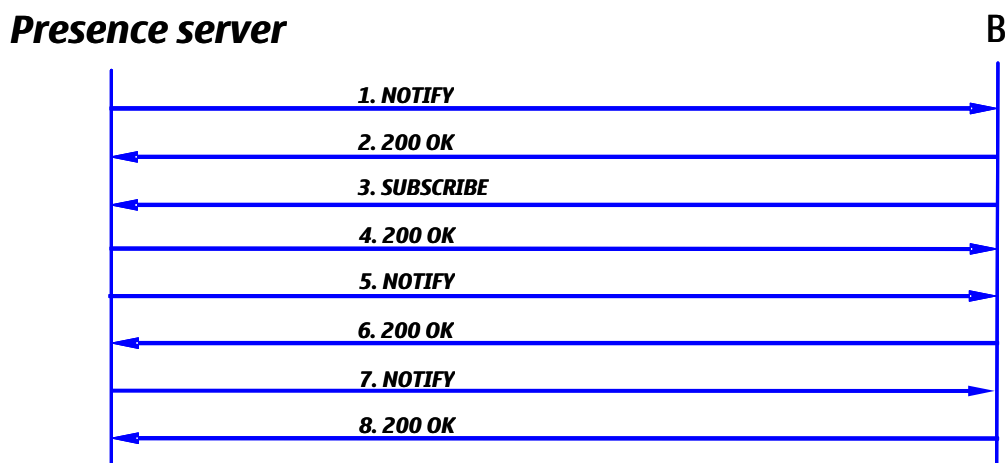 Presence server
B
1. NOTIFY
2. 200 OK
3. SUBSCRIBE
4. 200 OK
5. NOTIFY
6. 200 OK
7. NOTIFY
8. 200 OK